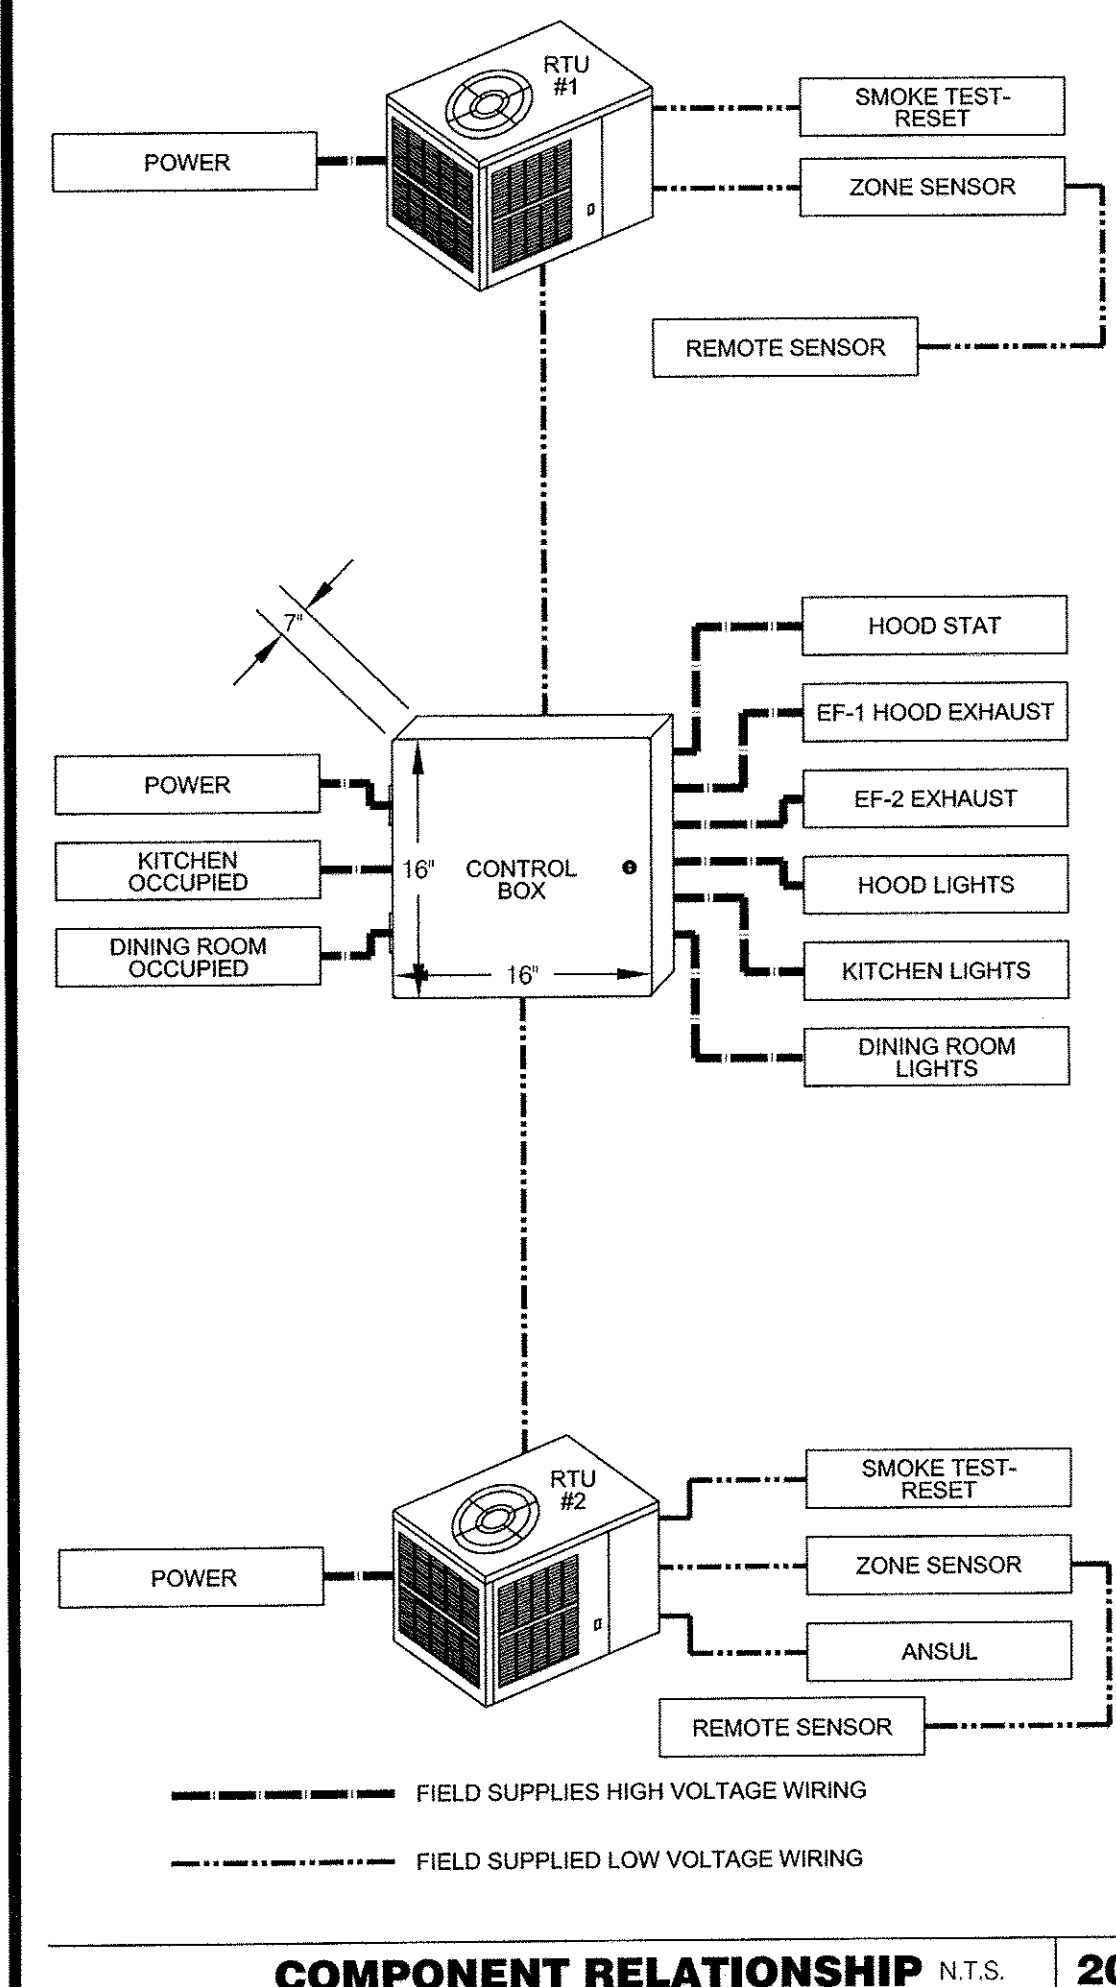 RTU
#1
SMOKE TEST-
RESET
POWER
ZONE SENSOR
REMOTE SENSOR
7"
HOOD STAT
EF-1 HOOD EXHAUST
POWER
EF-2 EXHAUST
KITCHEN
OCCUPIED
16"
CONTROL
BOX
HOOD LIGHTS
DINING ROOM
OCCUPIED
16"
KITCHEN LIGHTS
DINING ROOM
LIGHTS
RTU
#2
SMOKE TEST-
RESET
POWER
ZONE SENSOR
ANSUL
REMOTE SENSOR
FIELD SUPPLIES HIGH VOLTAGE WIRING
FIELD SUPPLIED LOW VOLTAGE WIRING
COMPONENT RELATIONSHIP N.T.S.